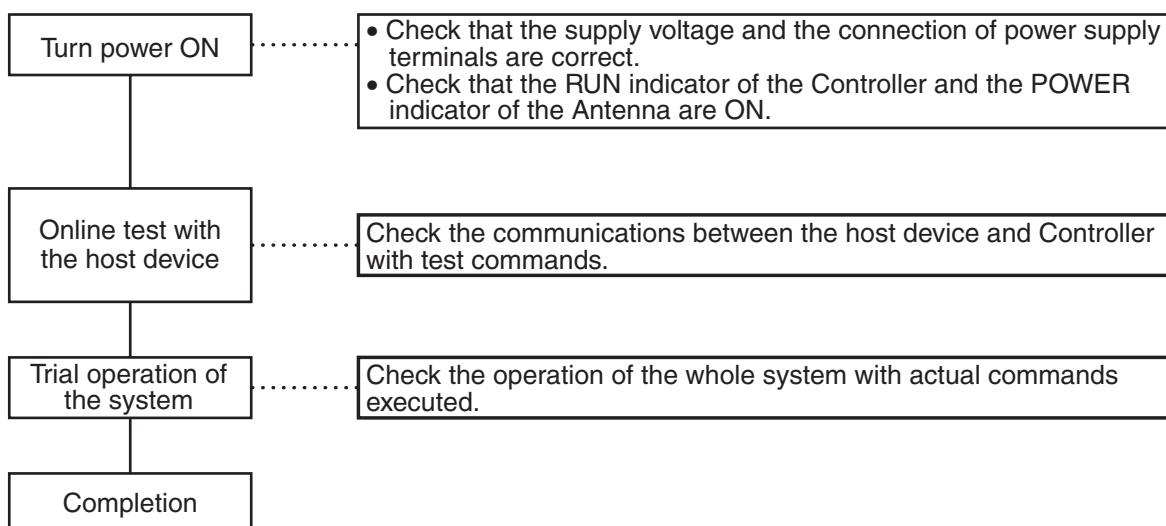 Turn power ON
• Check that the supply voltage and the connection of power supply
terminals are correct.
• Check that the RUN indicator of the Controller and the POWER
indicator of the Antenna are ON.
Online test with
the host device
Check the communications between the host device and Controller
with test commands.
Trial operation of
the system
Check the operation of the whole system with actual commands
executed.
Completion